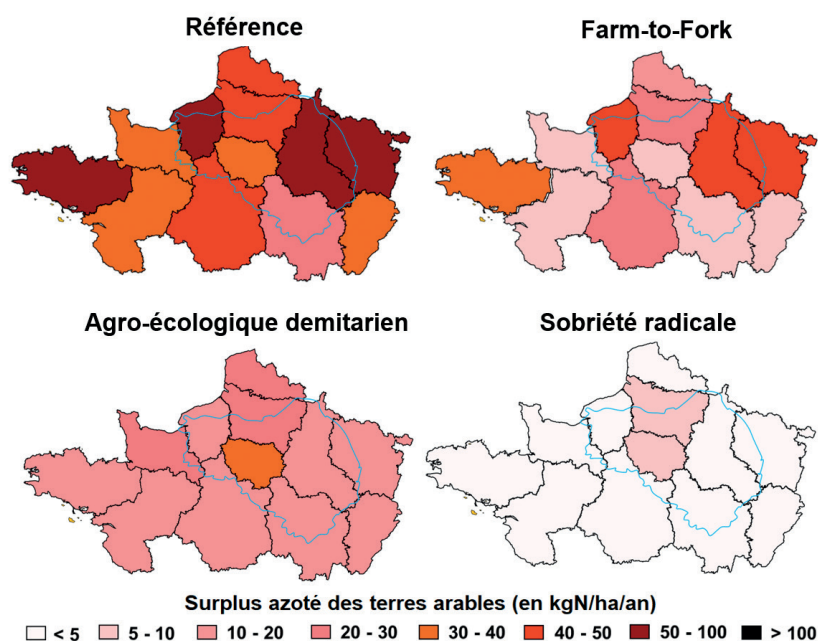 Référence
Farm-to-Fork
Agro-écologique demitarien
Sobriété radicale
Surplus azoté des terres arables (en kgN/ha/an)
< 5 5 - 10 10 - 20 20 - 30 30 - 40 40 - 50 50 - 100 > 100